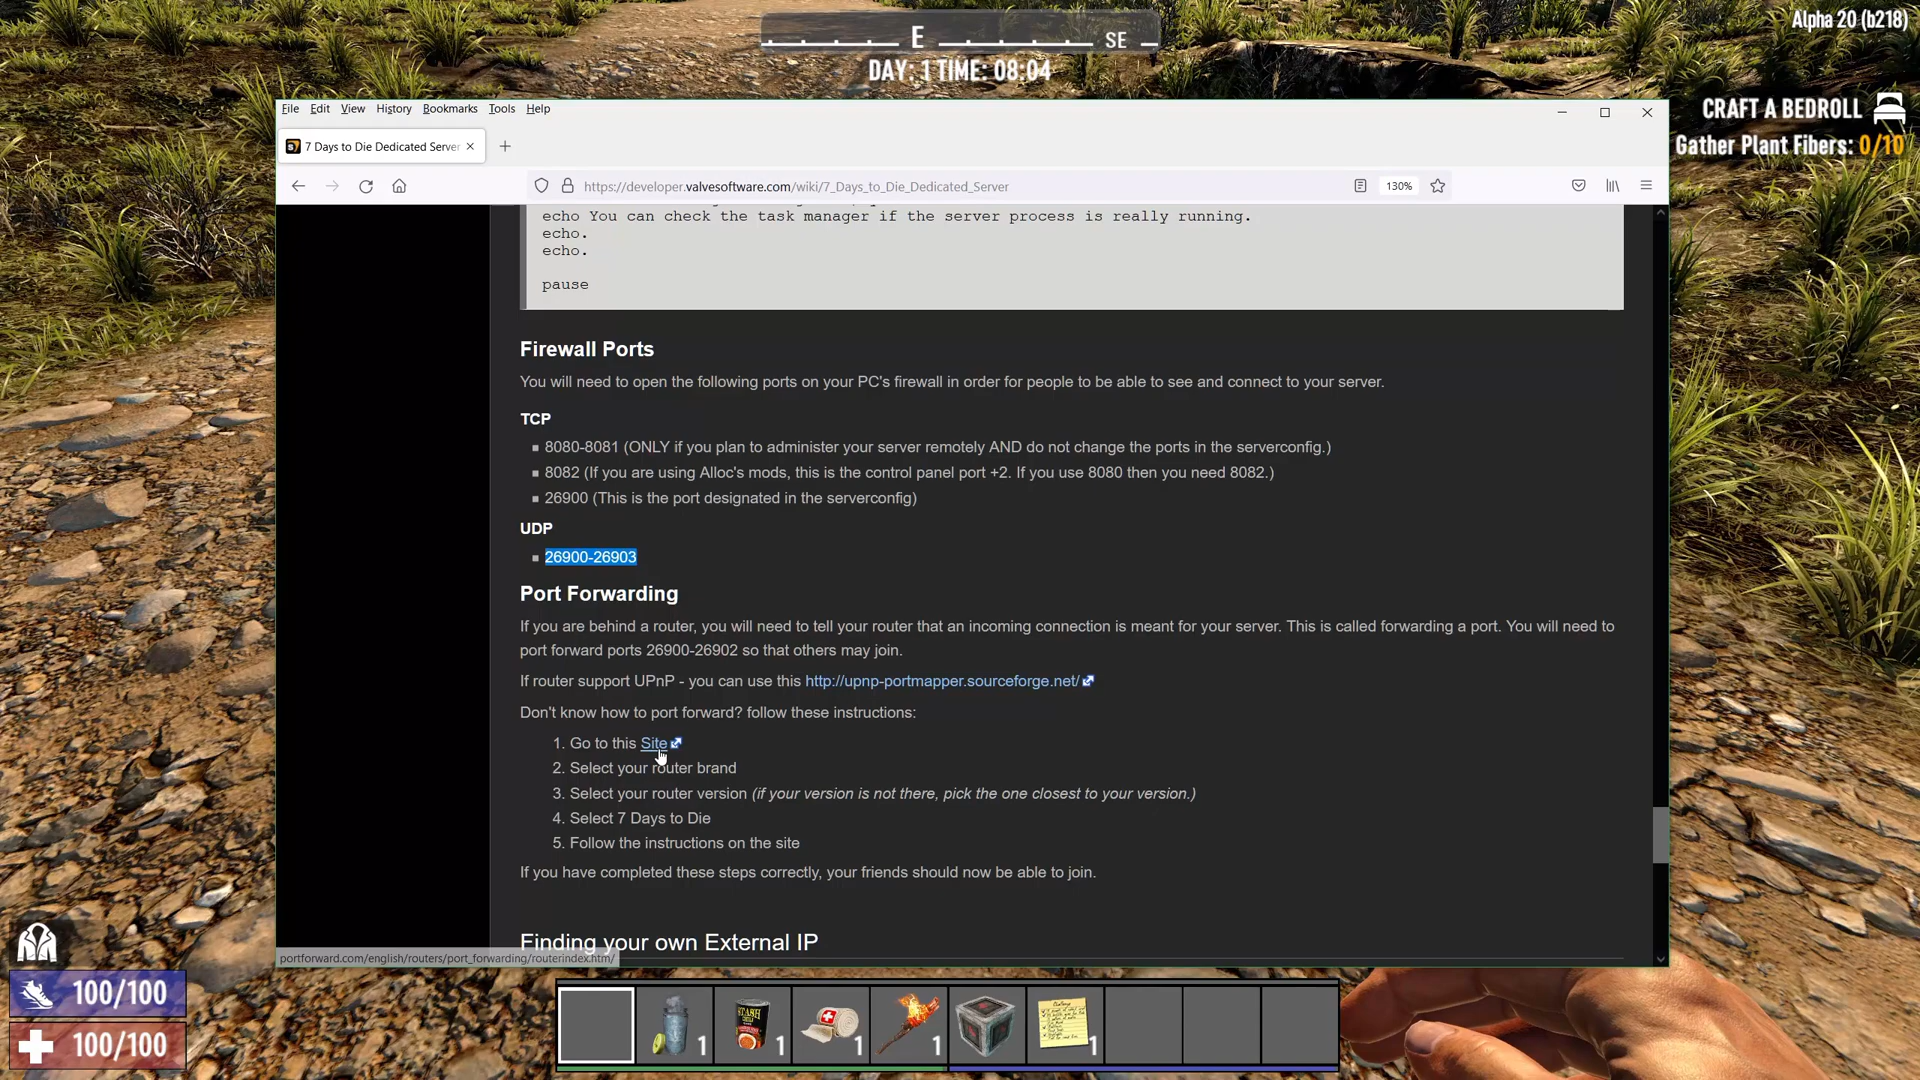 E
SE
DAY: 1 TIME: 08:04
Alpha 20 (b218)
CRAFT A BEDROLL
Gather Plant Fibers: 0/10
File Edit View History Bookmarks Tools Help
7 Days to Die Dedicated Server
https://developer.valvesoftware.com/wiki/7_Days_to_Die_Dedicated_Server
130%
echo You can check the task manager if the server process is really running.
echo.
echo.
pause
Firewall Ports
You will need to open the following ports on your PC's firewall in order for people to be able to see and connect to your server.
TCP
8080-8081 (ONLY if you plan to administer your server remotely AND do not change the ports in the serverconfig.)
8082 (If you are using Alloc's mods, this is the control panel port +2. If you use 8080 then you need 8082.)
26900 (This is the port designated in the serverconfig)
UDP
26900-26903
Port Forwarding
If you are behind a router, you will need to tell your router that an incoming connection is meant for your server. This is called forwarding a port. You will need to
port forward ports 26900-26902 so that others may join.
If router support UPnP - you can use this http://upnp-portmapper.sourceforge.net/
Don't know how to port forward? follow these instructions:
1. Go to this Site
2. Select your router brand
3. Select your router version (if your version is not there, pick the one closest to your version.)
4. Select 7 Days to Die
5. Follow the instructions on the site
If you have completed these steps correctly, your friends should now be able to join.
Finding your own External IP
portforward.com/english/routers/port_forwarding/routerindex.htm/
100/100
100/100
1
1
1
1
1